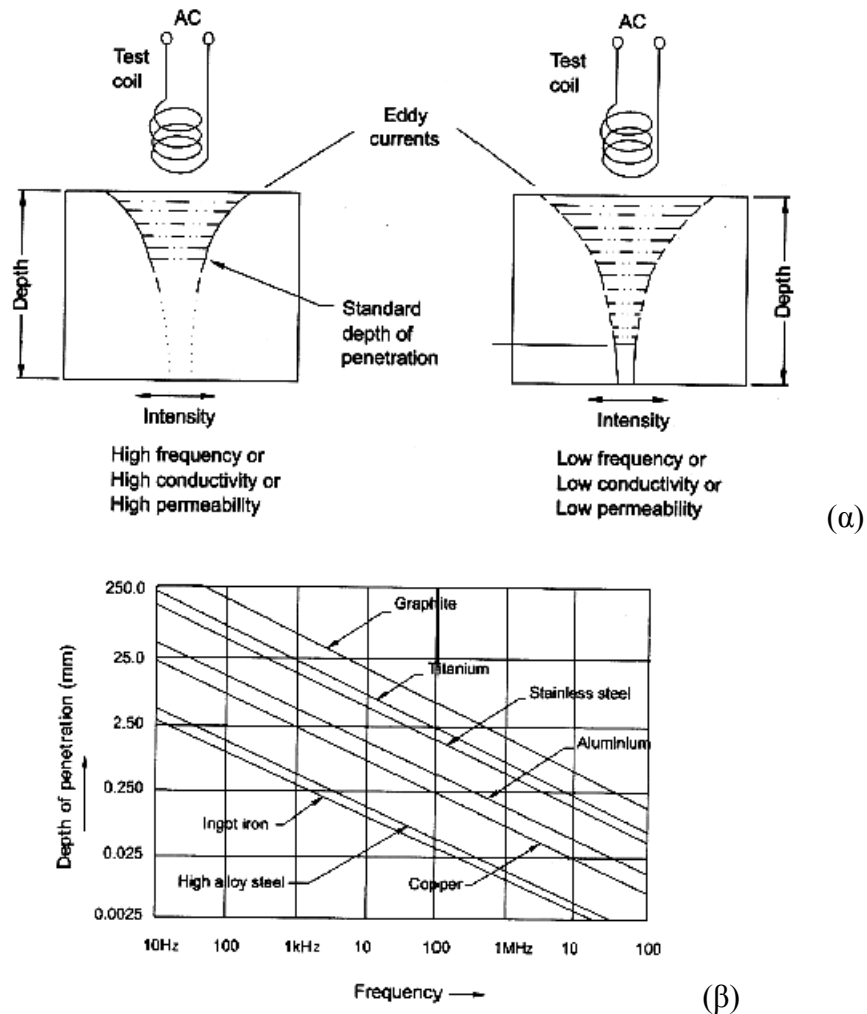 AC
Test
coil
AC
Test
coil
Eddy
currents
Depth
Depth
Standard
depth of
penetration
Intensity
High frequency or
High conductivity or
High permeability
Intensity
Low frequency or
Low conductivity or
Low permeability
(α)
Depth of penetration (mm)
250.0
25.0
2.50
0.250
0.025
0.0025
Graphite
Titanium
Stainless steel
Aluminium
Ingot iron
High alloy steel
Copper
10Hz 100 1kHz 10 100 1MHz 10 100
Frequency
(β)